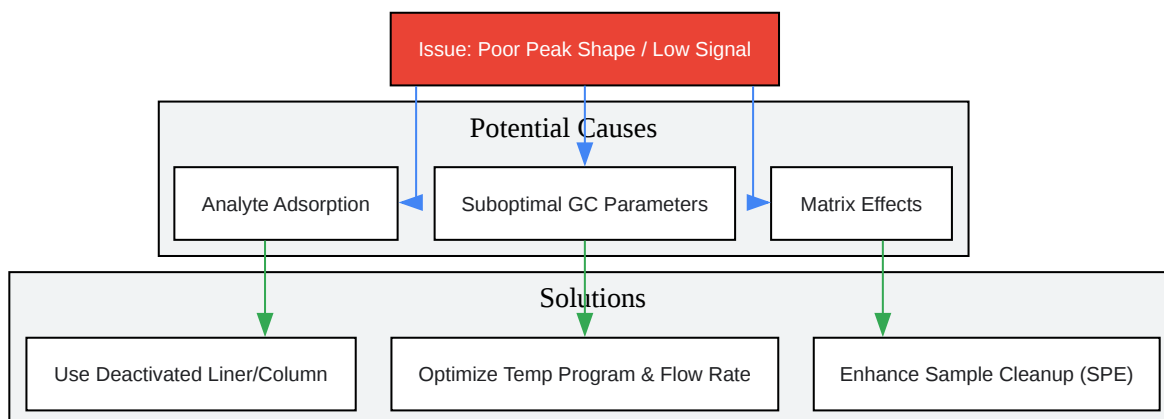 Issue: Poor Peak Shape / Low Signal
Potential Causes
Analyte Adsorption
Suboptimal GC Parameters
Matrix Effects
Solutions
Use Deactivated Liner/Column
Optimize Temp Program & Flow Rate
Enhance Sample Cleanup (SPE)